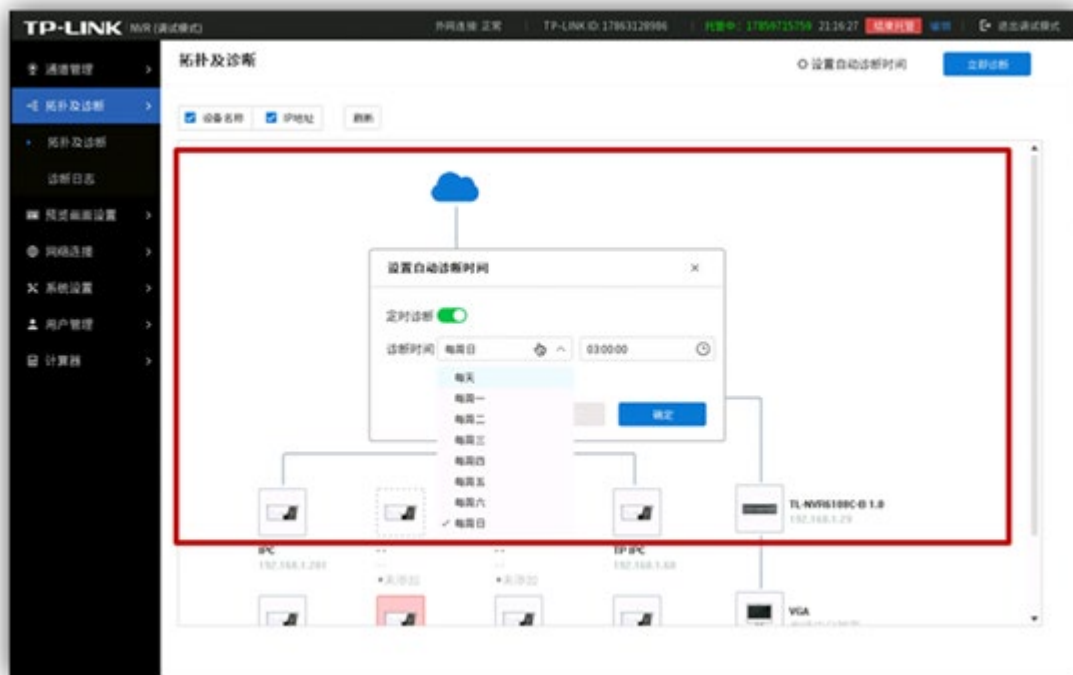 TP-LINK NVR (调试模式) 外网连接 正常 TP-LINK ID: 17863128986 托管中: 17859715759 21:16:27 结束托管 退出调试模式
通道管理
拓扑及诊断
拓扑及诊断
诊断日志
预览画面设置
网络连接
系统设置
用户管理
计算器
拓扑及诊断 设置自动诊断时间 立即诊断
设备名称 IP地址 刷新
设置自动诊断时间
定时诊断
诊断时间 每周日 03:00:00
每天
每周一
每周二
每周三
每周四
每周五
每周六
每周日
确定
TL-NVR6108C-B 1.0
192.168.1.29
IPC -- -- TP IPC
192.168.1.201 -- -- 192.168.1.68
未添加 未添加
VGA